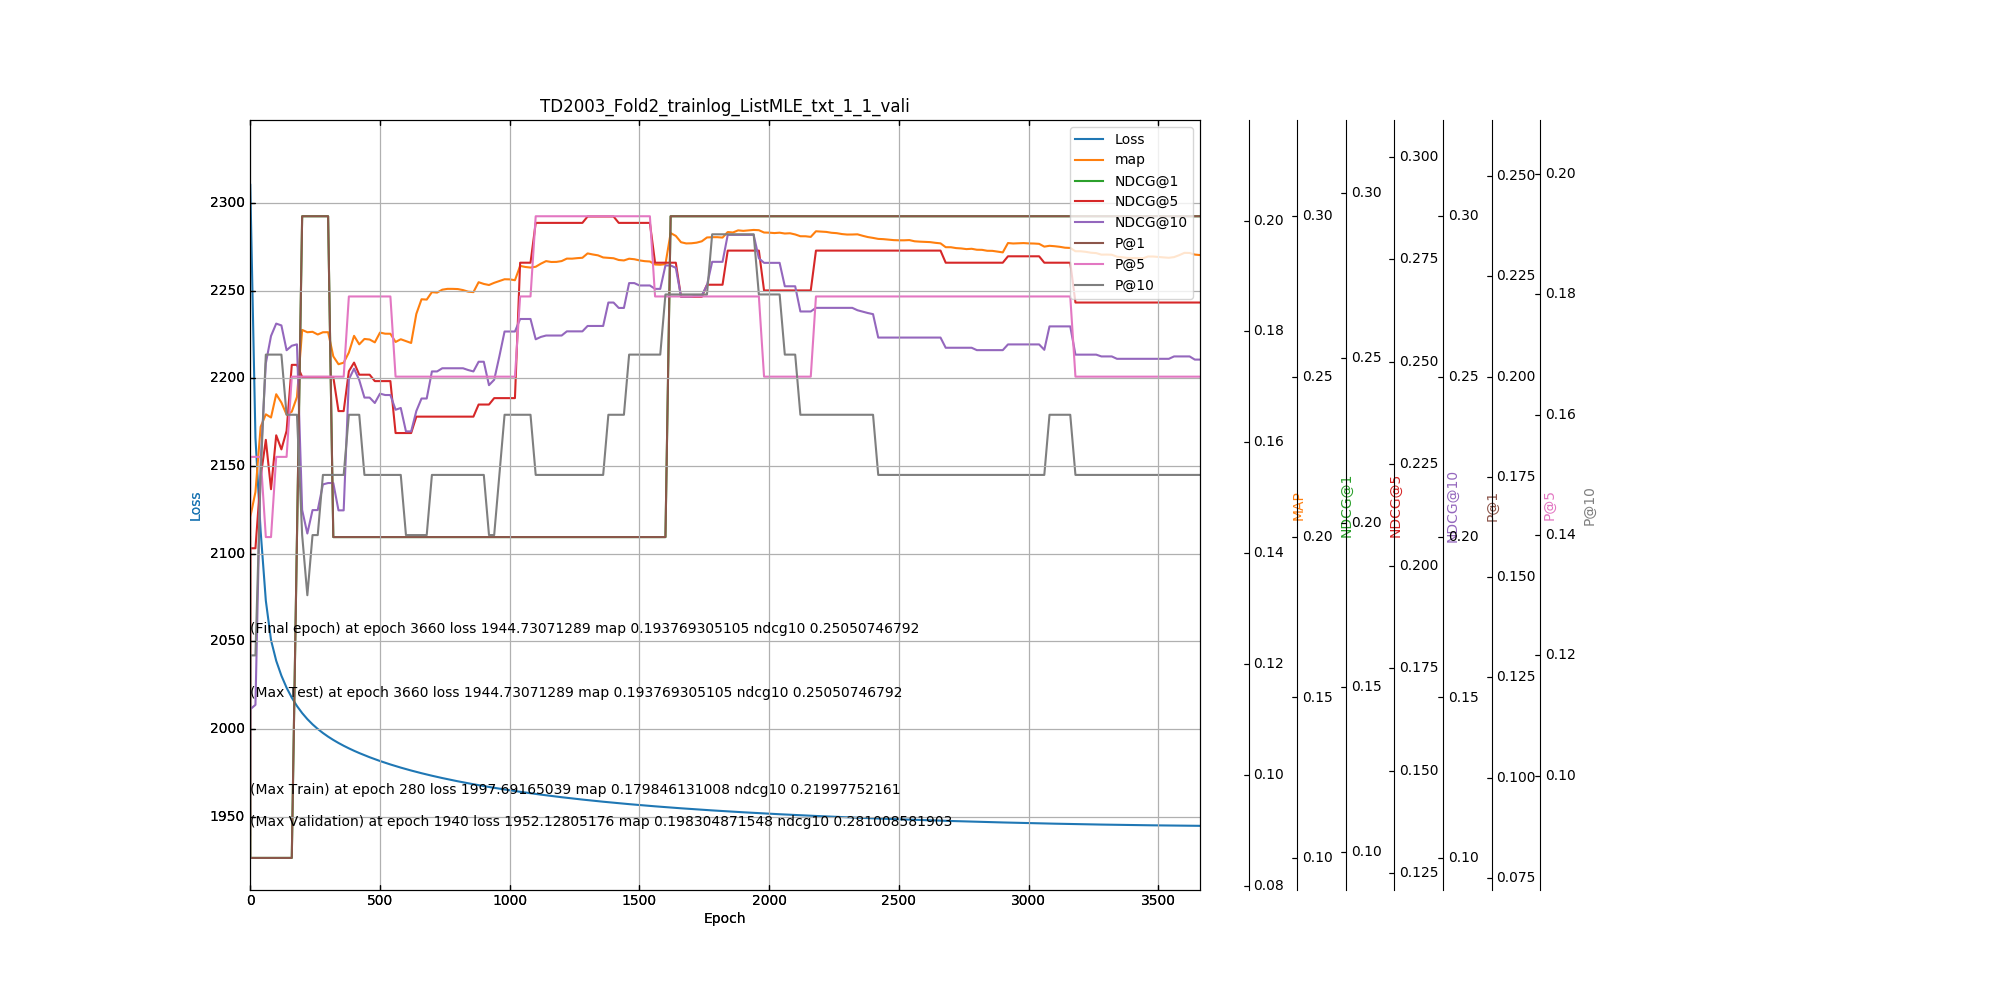 TD2003_Fold2_trainlog_ListMLE_txt_1_1_vali
Loss
map
NDCG@1
NDCG@5
NDCG@10
P@1
P@5
P@10
2300
2250
2200
2150
2100
2050
2000
1950
Loss
(Final epoch) at epoch 3660 loss 1944.73071289 map 0.193769305105 ndcg10 0.25050746792
(Max Test) at epoch 3660 loss 1944.73071289 map 0.193769305105 ndcg10 0.25050746792
(Max Train) at epoch 280 loss 1997.69165039 map 0.179846131008 ndcg10 0.21997752161
(Max Validation) at epoch 1940 loss 1952.12805176 map 0.198304871548 ndcg10 0.281008581903
0 500 1000 1500 2000 2500 3000 3500
Epoch
0.20
0.18
0.16
0.14
0.12
0.10
0.08
MAP
0.30
0.25
0.20
0.15
0.10
NDCG@1
0.30
0.25
0.20
0.15
0.10
NDCG@5
0.300
0.275
0.250
0.225
0.200
0.175
0.150
0.125
NDCG@10
0.30
0.25
0.20
0.15
0.10
P@1
0.250
0.225
0.200
0.175
0.150
0.125
0.100
0.075
P@5
0.20
0.18
0.16
0.14
0.12
0.10
P@10